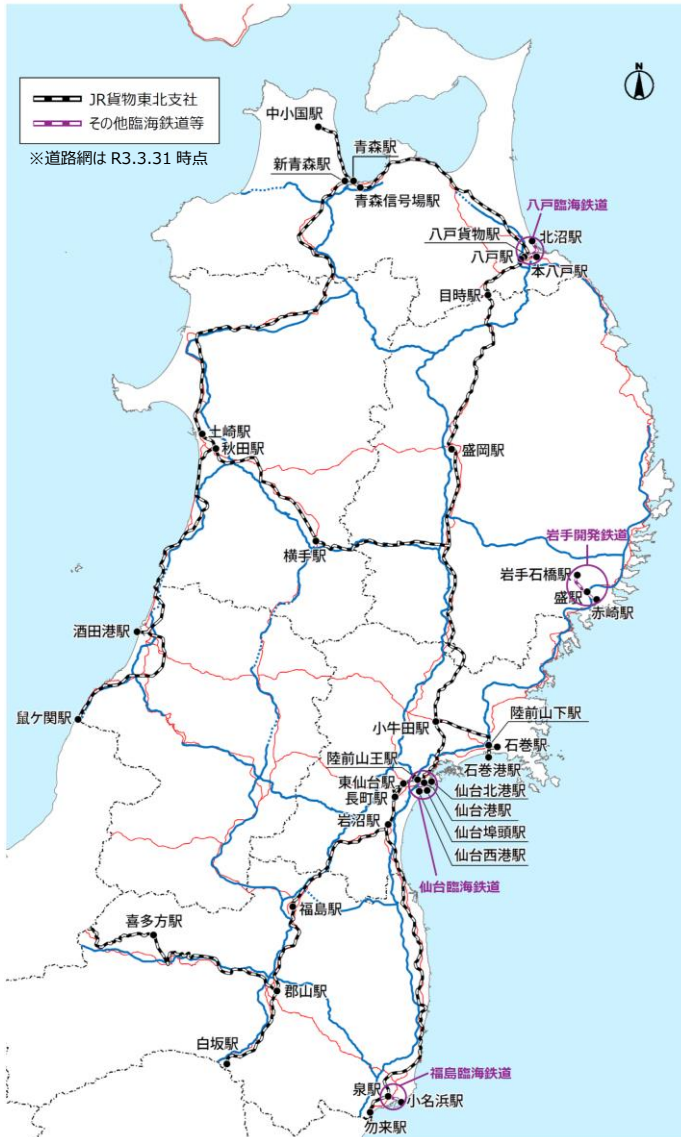 JR貨物東北支社
その他臨海鉄道等
※道路網は R3.3.31 時点
N
中小国駅
青森駅
新青森駅
青森信号場駅
八戸臨海鉄道
八戸貨物駅
北沼駅
八戸駅
本八戸駅
目時駅
土崎駅
秋田駅
盛岡駅
横手駅
岩手開発鉄道
岩手石橋駅
盛駅
赤崎駅
酒田港駅
鼠ケ関駅
小牛田駅
陸前山下駅
石巻駅
陸前山王駅
石巻港駅
東仙台駅
仙台北港駅
長町駅
仙台港駅
岩沼駅
仙台埠頭駅
仙台西港駅
仙台臨海鉄道
福島駅
喜多方駅
郡山駅
白坂駅
福島臨海鉄道
泉駅
小名浜駅
勿来駅